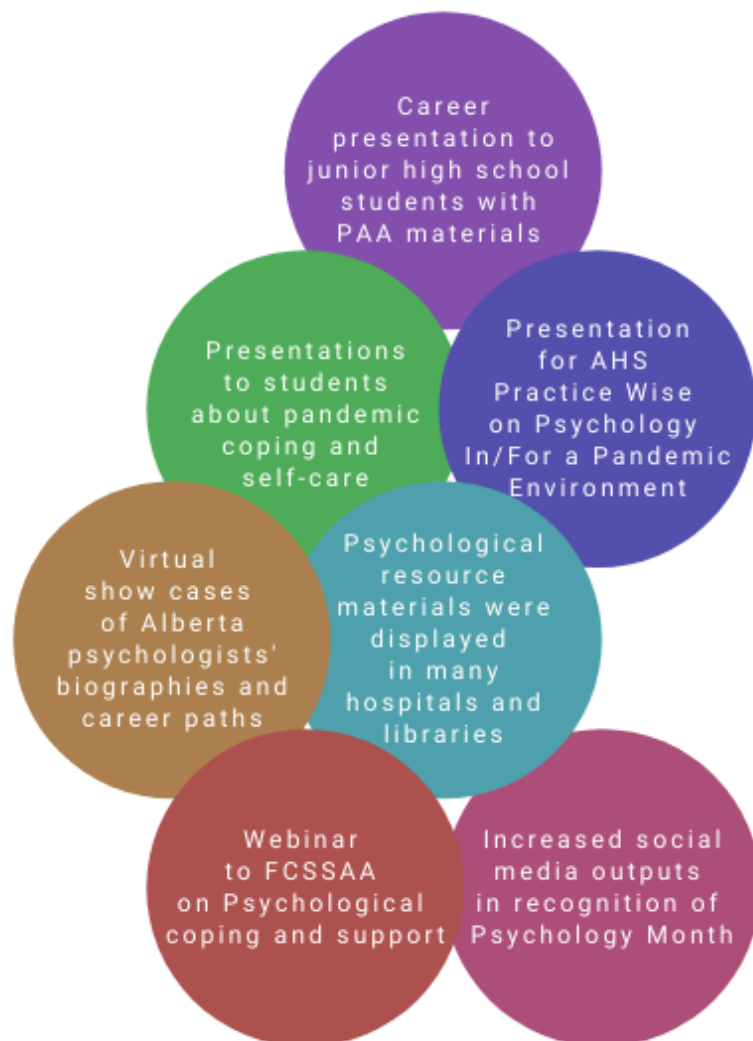 Career
presentation to
junior high school
students with
PAA materials
Presentations
to students
about pandemic
coping and
self-care
Presentation
for AHS
Practice Wise
on Psychology
In/For a Pandemic
Environment
Virtual
show cases
of Alberta
psychologists'
biographies and
career paths
Psychological
resource
materials were
displayed
in many
hospitals and
libraries
Webinar
to FCSSAA
on Psychological
coping and support
Increased social
media outputs
in recognition of
Psychology Month